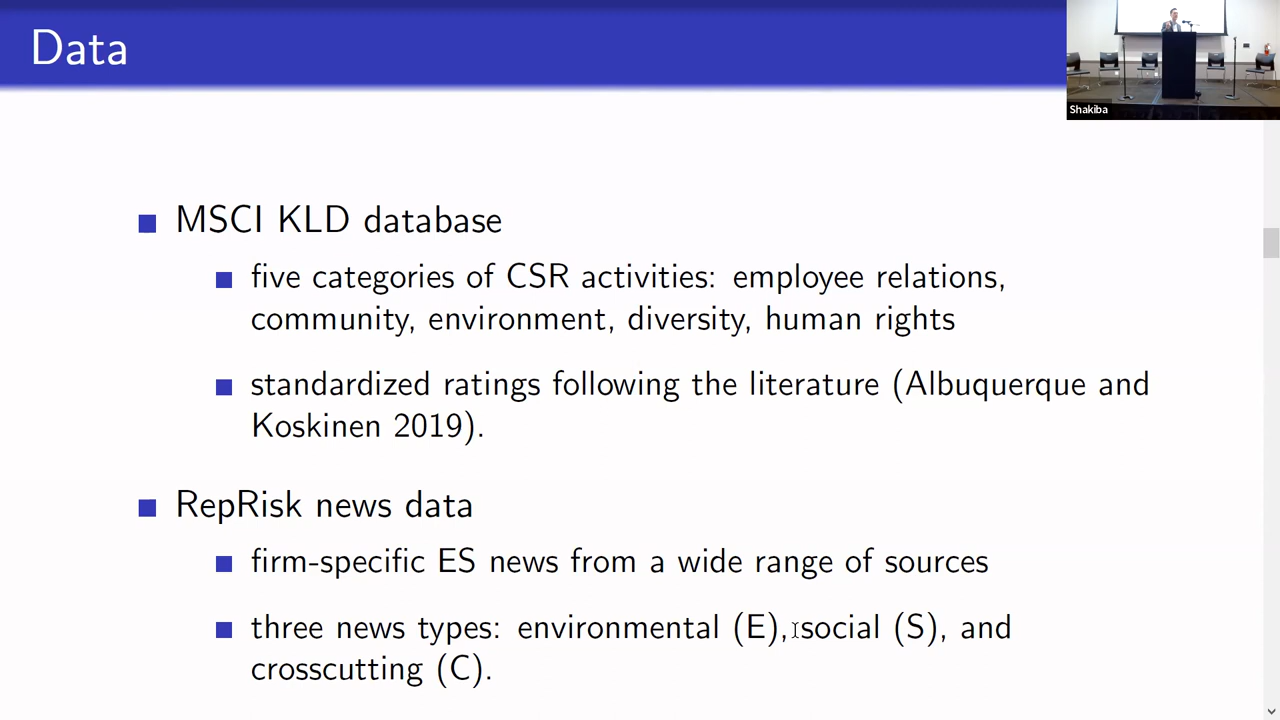 Data
Shakiba
MSCI KLD database
five categories of CSR activities: employee relations,
community, environment, diversity, human rights
standardized ratings following the literature (Albuquerque and
Koskinen 2019).
RepRisk news data
firm-specific ES news from a wide range of sources
three news types: environmental (E), social (S), and
crosscutting (C).